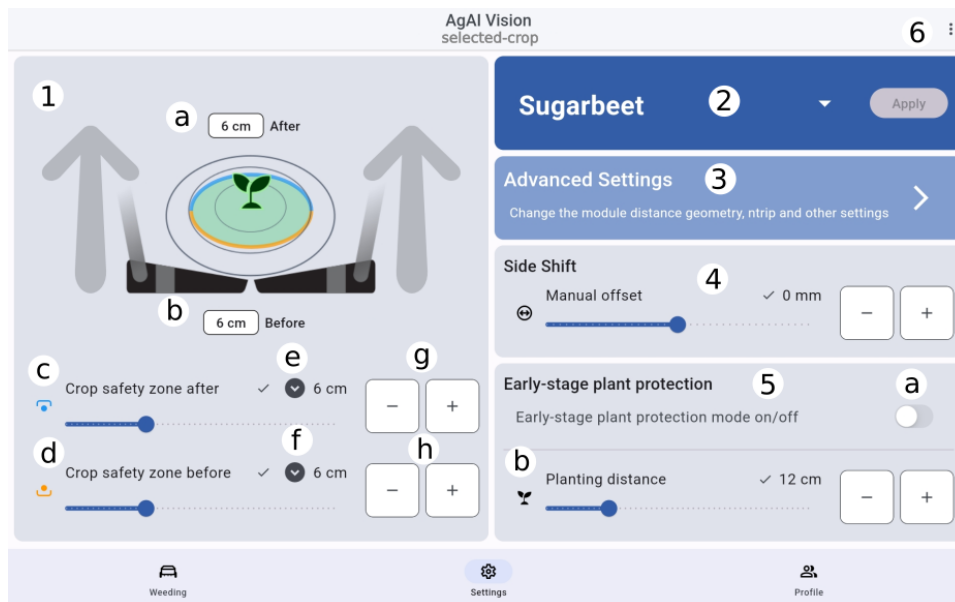 AgAI Vision
selected-crop
6
1
a
6 cm After
b
6 cm Before
c
Crop safety zone after
e
6 cm
g
− +
d
Crop safety zone before
f
6 cm
h
− +
Sugarbeet
2
Apply
Advanced Settings
3
Change the module distance geometry, ntrip and other settings
Side Shift
4
Manual offset
0 mm
− +
Early-stage plant protection
5
a
Early-stage plant protection mode on/off
b
Planting distance
12 cm
− +
Weeding
Settings
Profile